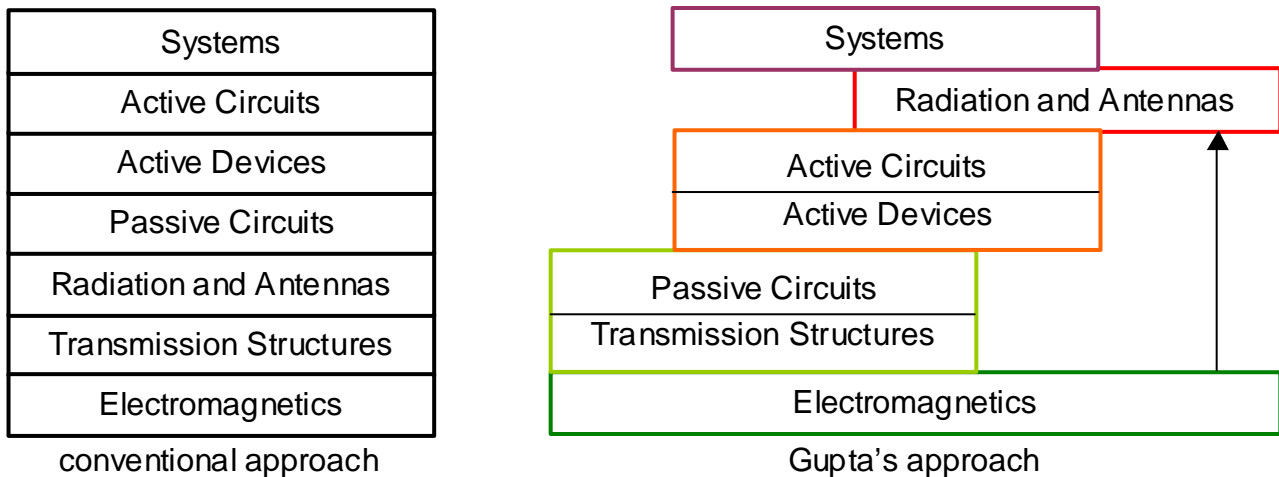 Systems
Active Circuits
Active Devices
Passive Circuits
Radiation and Antennas
Transmission Structures
Electromagnetics
conventional approach
Systems
Radiation and Antennas
Active Circuits
Active Devices
Passive Circuits
Transmission Structures
Electromagnetics
Gupta's approach